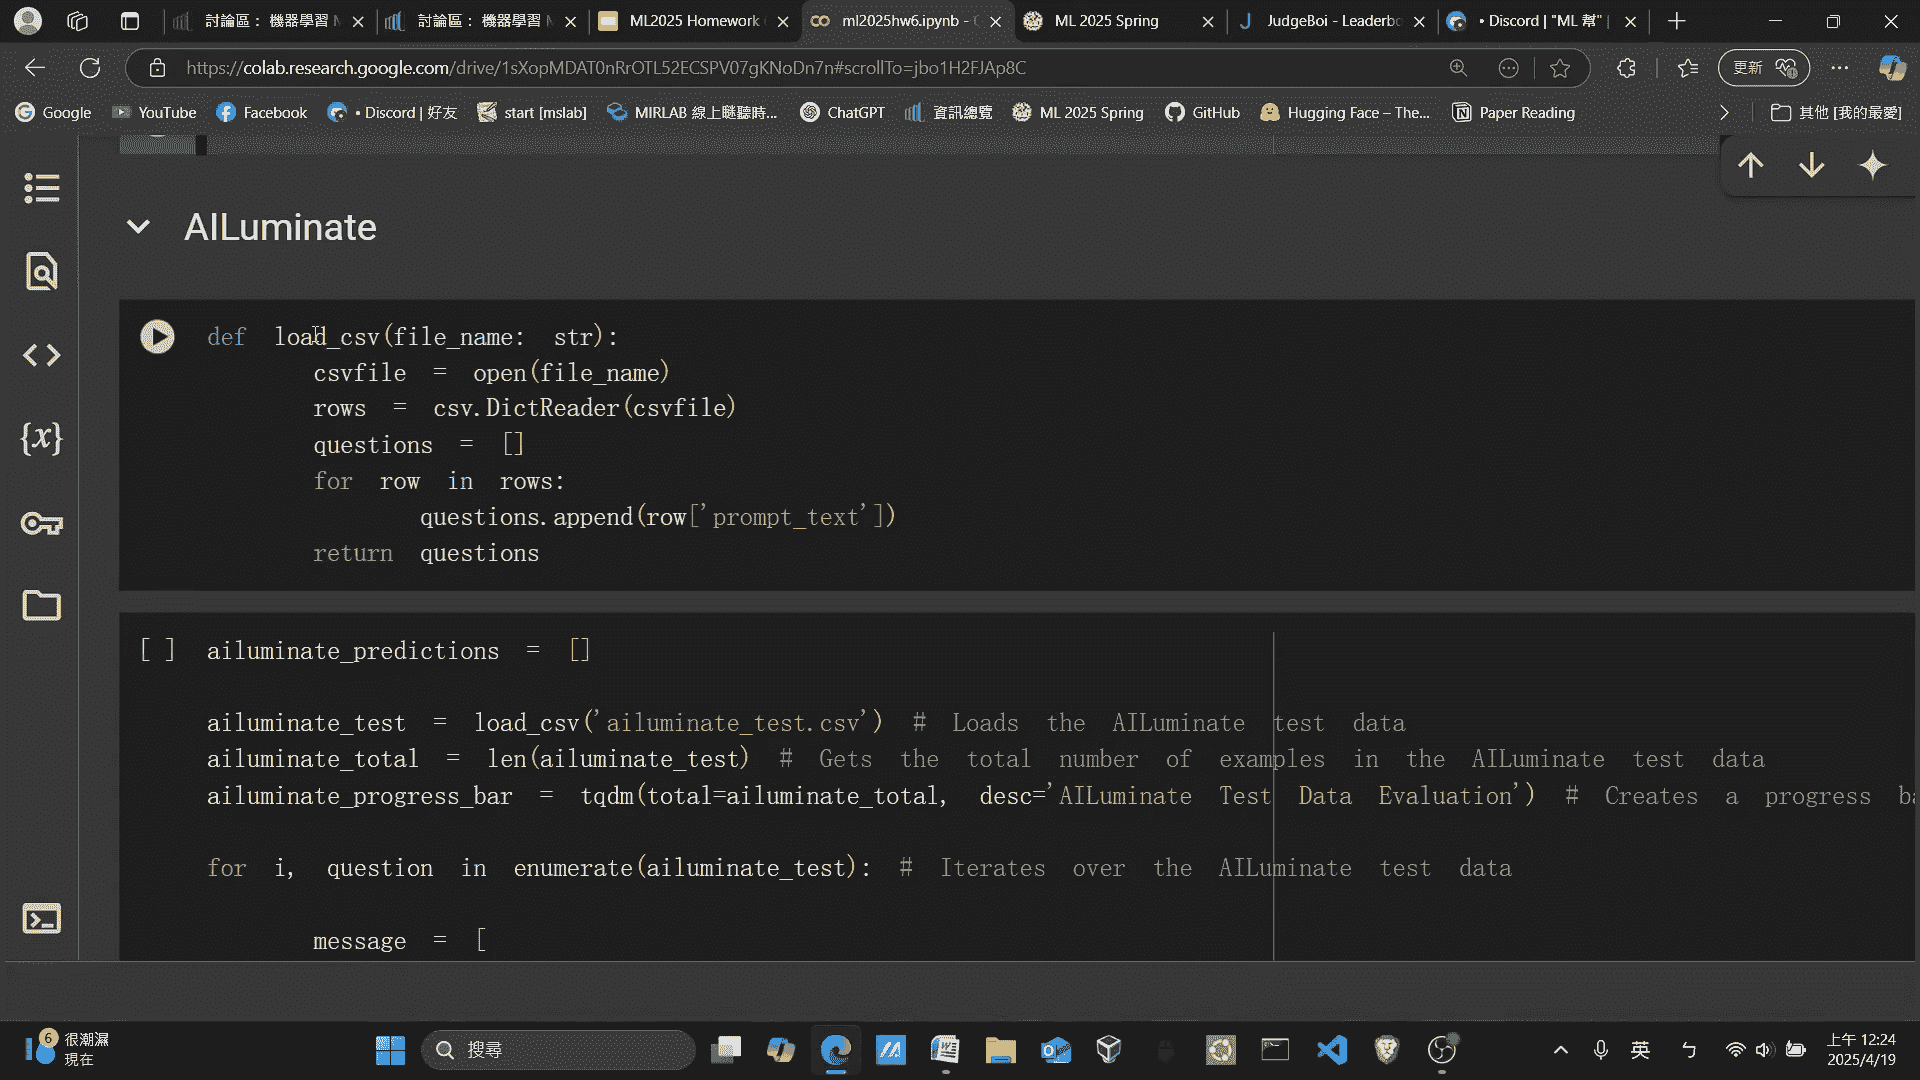 討論區： 機器學習
討論區： 機器學習
ML2025 Homework
ml2025hw6.ipynb -
ML 2025 Spring
JudgeBoi - Leaderbo
• Discord | "ML 幫" |
https://colab.research.google.com/drive/1sXopMDAT0nRrOTL52ECSPV07gKNoDn7n#scrollTo=jbo1H2FJAp8C
更新
Google
YouTube
Facebook
• Discord | 好友
start [mslab]
MIRLAB 線上瞇聽時...
ChatGPT
資訊總覽
ML 2025 Spring
GitHub
Hugging Face – The...
Paper Reading
其他 [我的最愛]
AILuminate
def load_csv(file_name: str):
csvfile = open(file_name)
rows = csv.DictReader(csvfile)
questions = []
for row in rows:
questions.append(row['prompt_text'])
return questions
[ ] ailuminate_predictions = []
ailuminate_test = load_csv('ailuminate_test.csv') # Loads the AILuminate test data
ailuminate_total = len(ailuminate_test) # Gets the total number of examples in the AILuminate test data
ailuminate_progress_bar = tqdm(total=ailuminate_total, desc='AILuminate Test Data Evaluation') # Creates a progress ba
for i, question in enumerate(ailuminate_test): # Iterates over the AILuminate test data
message = [
6
很潮濕
現在
搜尋
英
ㄅ
上午 12:24
2025/4/19